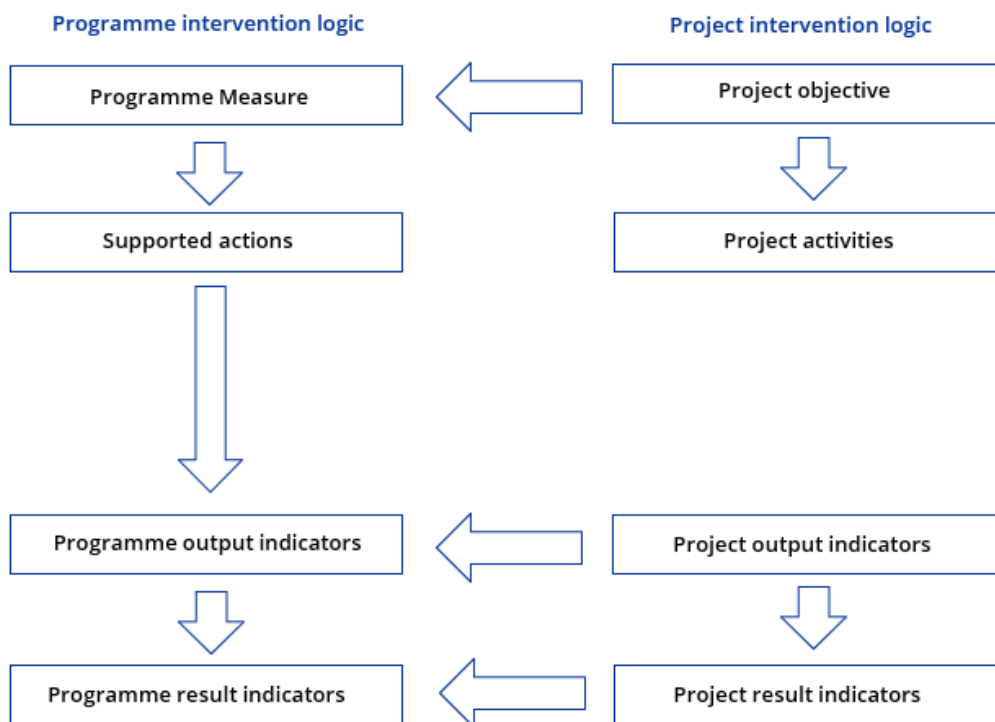 Programme intervention logic
Project intervention logic
Programme Measure
Project objective
Supported actions
Project activities
Programme output indicators
Project output indicators
Programme result indicators
Project result indicators